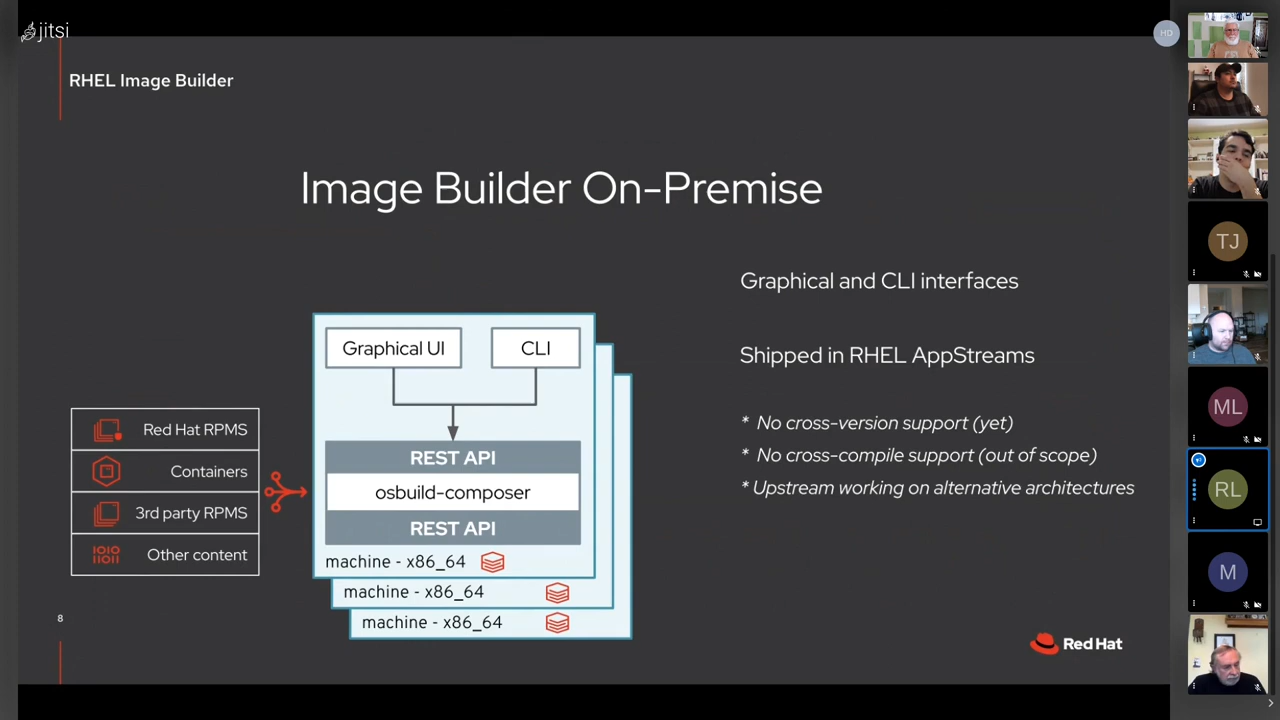 jitsi
HD
RHEL Image Builder
Image Builder On-Premise
Graphical and CLI interfaces
Shipped in RHEL AppStreams
* No cross-version support (yet)
* No cross-compile support (out of scope)
* Upstream working on alternative architectures
Graphical UI
CLI
REST API
osbuild-composer
REST API
machine - x86_64
machine - x86_64
machine - x86_64
Red Hat RPMS
Containers
3rd party RPMS
1010
11011
Other content
8
Red Hat
TJ
ML
RL
M